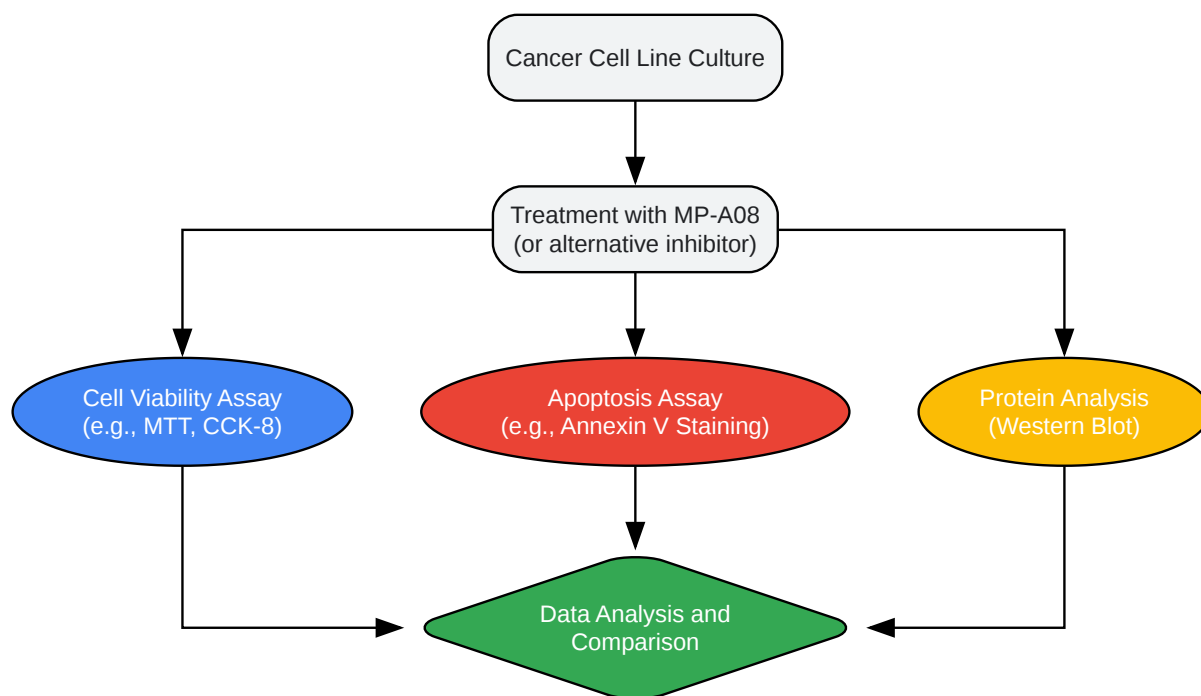 Cancer Cell Line Culture
Treatment with MP-A08
(or alternative inhibitor)
Cell Viability Assay
(e.g., MTT, CCK-8)
Apoptosis Assay
(e.g., Annexin V Staining)
Protein Analysis
(Western Blot)
Data Analysis and
Comparison